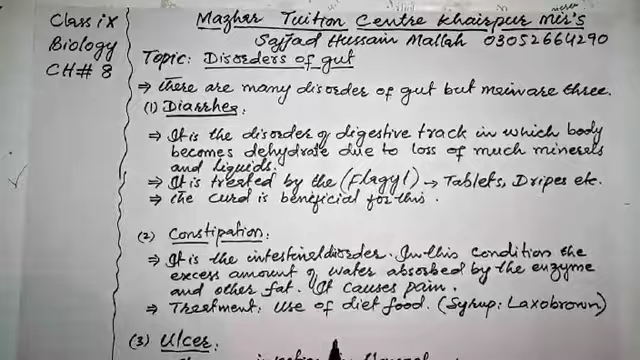 Class IX
Biology
CH# 8
Mazhar Tuition Centre Khairpur mir's
Sajjad Hussain Mallah 03052664290
Topic: Disorders of gut
⇒ There are many disorder of gut but mein are three.
(1) Diarrhea:
⇒ It is the disorder of digestive track in which body
becomes dehydrate due to loss of much minerals
and liquids.
⇒ It is treated by the (Flagyl) → Tablets, Dripes etc.
⇒ the curd is beneficial for this.
(2) Constipation:
⇒ It is the intestinal disorder. In this condition the
excess amount of water absorbed by the enzyme
and other fat. It causes pain.
⇒ Treatment: Use of diet food. (Syrup: Laxobrown)
(3) Ulcer: